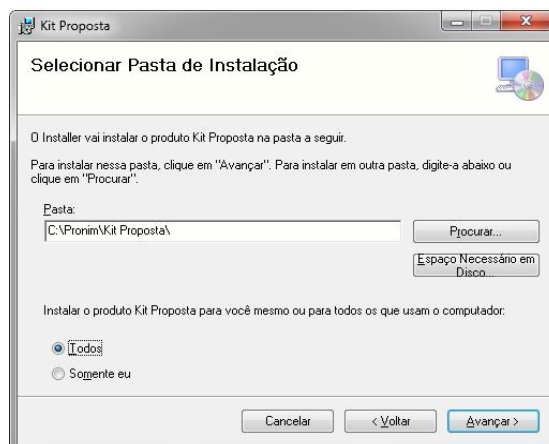 Kit Proposta
Selecionar Pasta de Instalação
O Installer vai instalar o produto Kit Proposta na pasta a seguir.
Para instalar nessa pasta, clique em "Avançar". Para instalar em outra pasta, digite-a abaixo ou
clique em "Procurar".
Pasta:
C:\Pronim\Kit Proposta\
Procurar...
Espaço Necessário em
Disco...
Instalar o produto Kit Proposta para você mesmo ou para todos os que usam o computador:
Todos
Somente eu
Cancelar
< Voltar
Avançar >